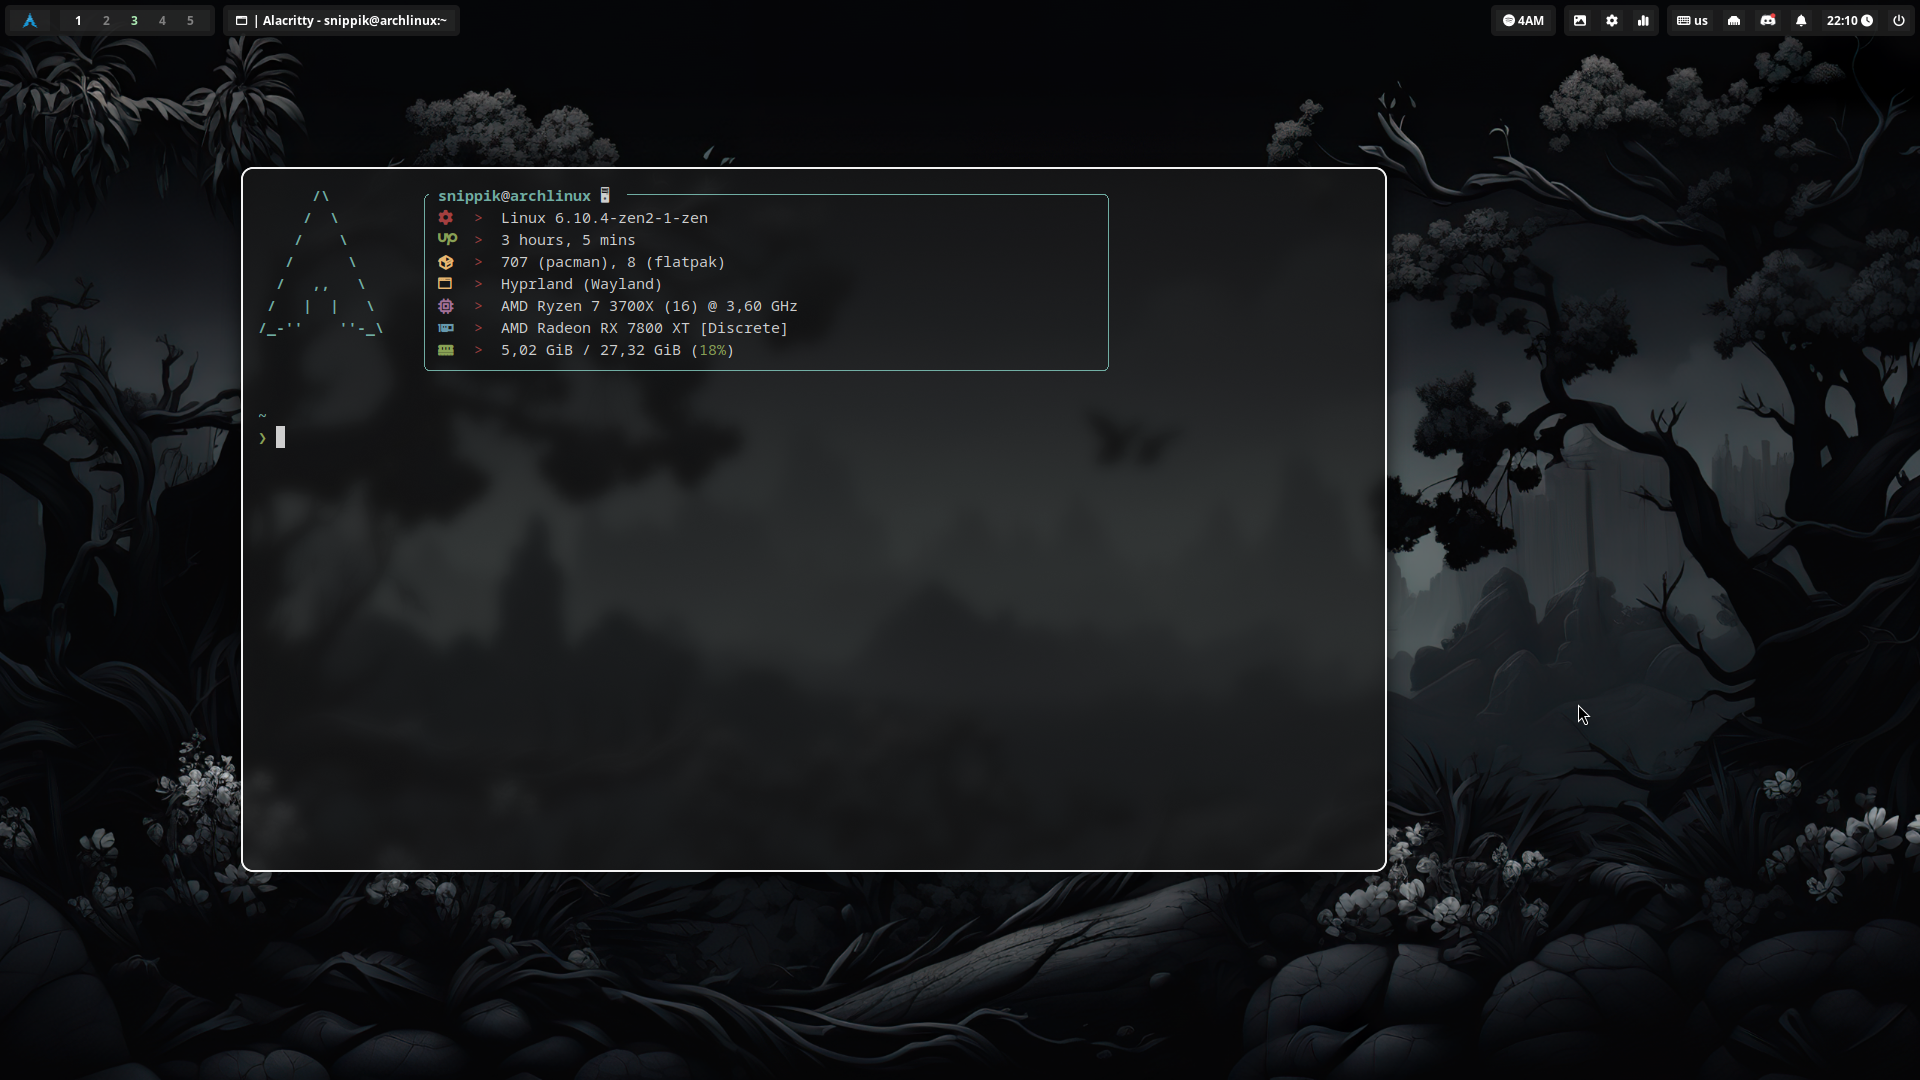 1 2 3 4 5
| Alacritty - snippik@archlinux:~
4AM
us
22:10
snippik@archlinux
up
> Linux 6.10.4-zen2-1-zen
> 3 hours, 5 mins
> 707 (pacman), 8 (flatpak)
> Hyprland (Wayland)
> AMD Ryzen 7 3700X (16) @ 3,60 GHz
> AMD Radeon RX 7800 XT [Discrete]
> 5,02 GiB / 27,32 GiB (18%)
~
❯